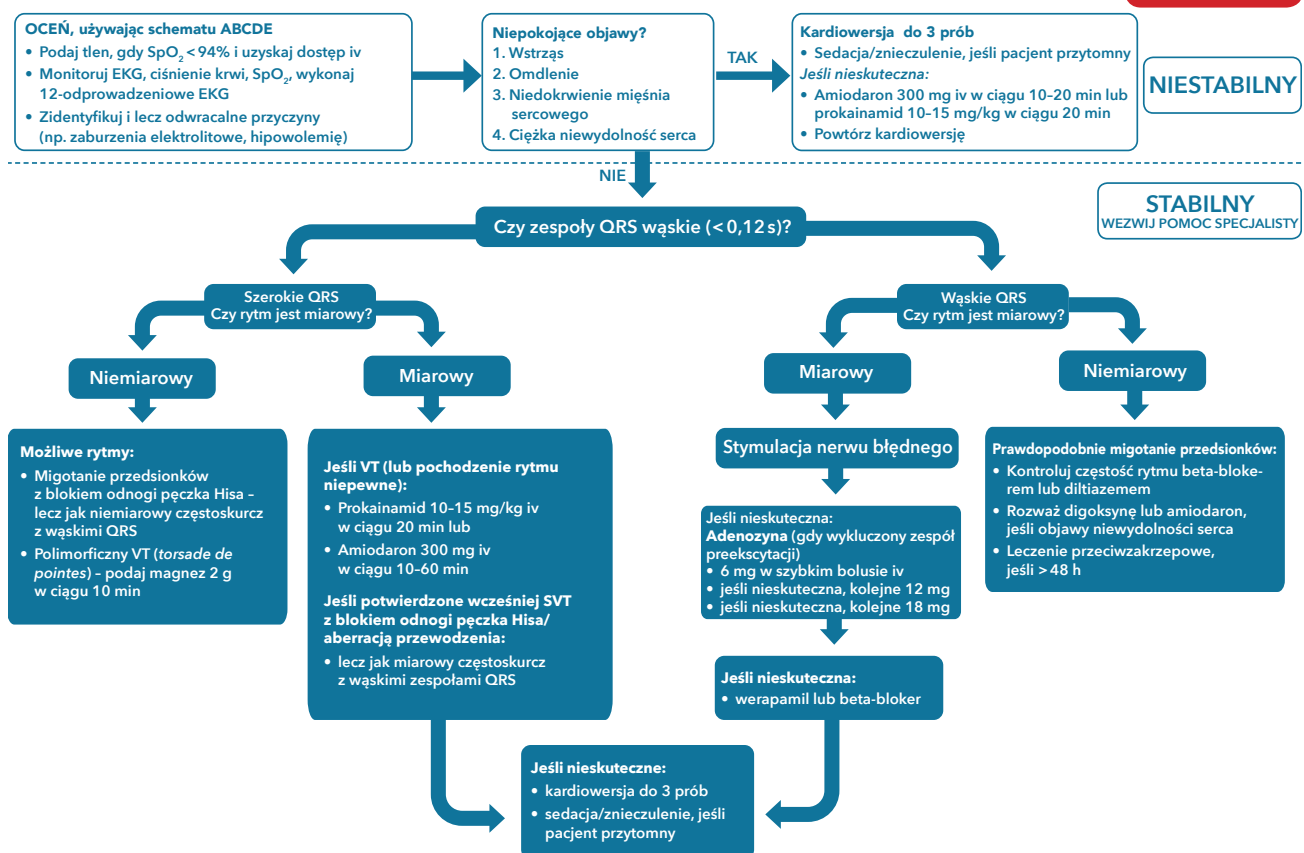 OCEŃ, używając schematu ABCDE
• Podaj tlen, gdy SpO₂ < 94% i uzyskaj dostęp iv
• Monitoruj EKG, ciśnienie krwi, SpO₂, wykonaj
12-odprowadzeniowe EKG
• Zidentyfikuj i lecz odwracalne przyczyny
(np. zaburzenia elektrolitowe, hipowolemię)
Niepokojące objawy?
1. Wstrząs
2. Omdlenie
3. Niedokrwienie mięśnia
sercowego
4. Ciężka niewydolność serca
TAK
Kardiowersja do 3 prób
• Sedacja/znieczulenie, jeśli pacjent przytomny
Jeśli nieskuteczna:
• Amiodaron 300 mg iv w ciągu 10–20 min lub
prokainamid 10–15 mg/kg w ciągu 20 min
• Powtórz kardiowersję
NIESTABILNY
NIE
STABILNY
WEZWIJ POMOC SPECJALISTY
Czy zespoły QRS wąskie (< 0,12 s)?
Szerokie QRS
Czy rytm jest miarowy?
Wąskie QRS
Czy rytm jest miarowy?
Niemiarowy
Miarowy
Miarowy
Niemiarowy
Możliwe rytmy:
• Migotanie przedsionków
z blokiem odnogi pęczka Hisa –
lecz jak niemiarowy częstoskurcz
z wąskimi QRS
• Polimorficzny VT (torsade de
pointes) – podaj magnez 2 g
w ciągu 10 min
Jeśli VT (lub pochodzenie rytmu
niepewne):
• Prokainamid 10–15 mg/kg iv
w ciągu 20 min lub
• Amiodaron 300 mg iv
w ciągu 10–60 min
Jeśli potwierdzone wcześniej SVT
z blokiem odnogi pęczka Hisa/
aberracją przewodzenia:
• lecz jak miarowy częstoskurcz
z wąskimi zespołami QRS
Stymulacja nerwu błędnego
Jeśli nieskuteczna:
Adenozyna (gdy wykluczony zespół
preekscytacji)
• 6 mg w szybkim bolusie iv
• jeśli nieskuteczna, kolejne 12 mg
• jeśli nieskuteczna, kolejne 18 mg
Jeśli nieskuteczna:
• werapamil lub beta-bloker
Prawdopodobnie migotanie przedsionków:
• Kontroluj częstość rytmu beta-bloke-
rem lub diltiazemem
• Rozważ digoksynę lub amiodaron,
jeśli objawy niewydolności serca
• Leczenie przeciwzakrzepowe,
jeśli > 48 h
Jeśli nieskuteczne:
• kardiowersja do 3 prób
• sedacja/znieczulenie, jeśli
pacjent przytomny